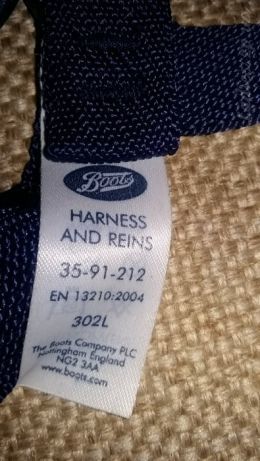 Boots
HARNESS
AND REINS
35-91-212
EN 13210:2004
302L
The Boots Company PLC
Nottingham England
NG2 3AA
www.boots.com